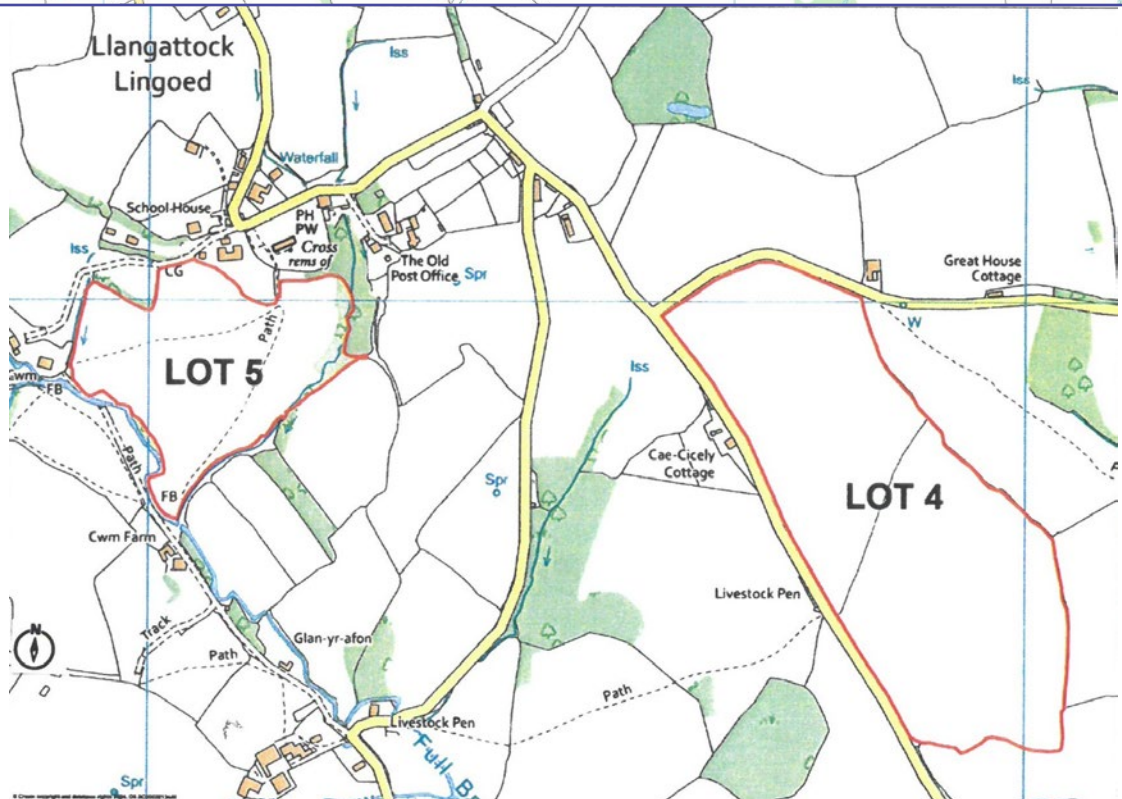 Llangattock
Lingoed
Iss
Iss
Waterfall
School House
PH
PW
Cross
rems of
The Old
Post Office
Spr
Great House
Cottage
Iss
CG
W
Path
LOT 5
Cwm
FB
Iss
Path
Cae-Cicely
Cottage
Spr
LOT 4
FB
Cwm Farm
Livestock Pen
N
Track
Glan-yr-afon
Path
Path
Livestock Pen
Full
Spr